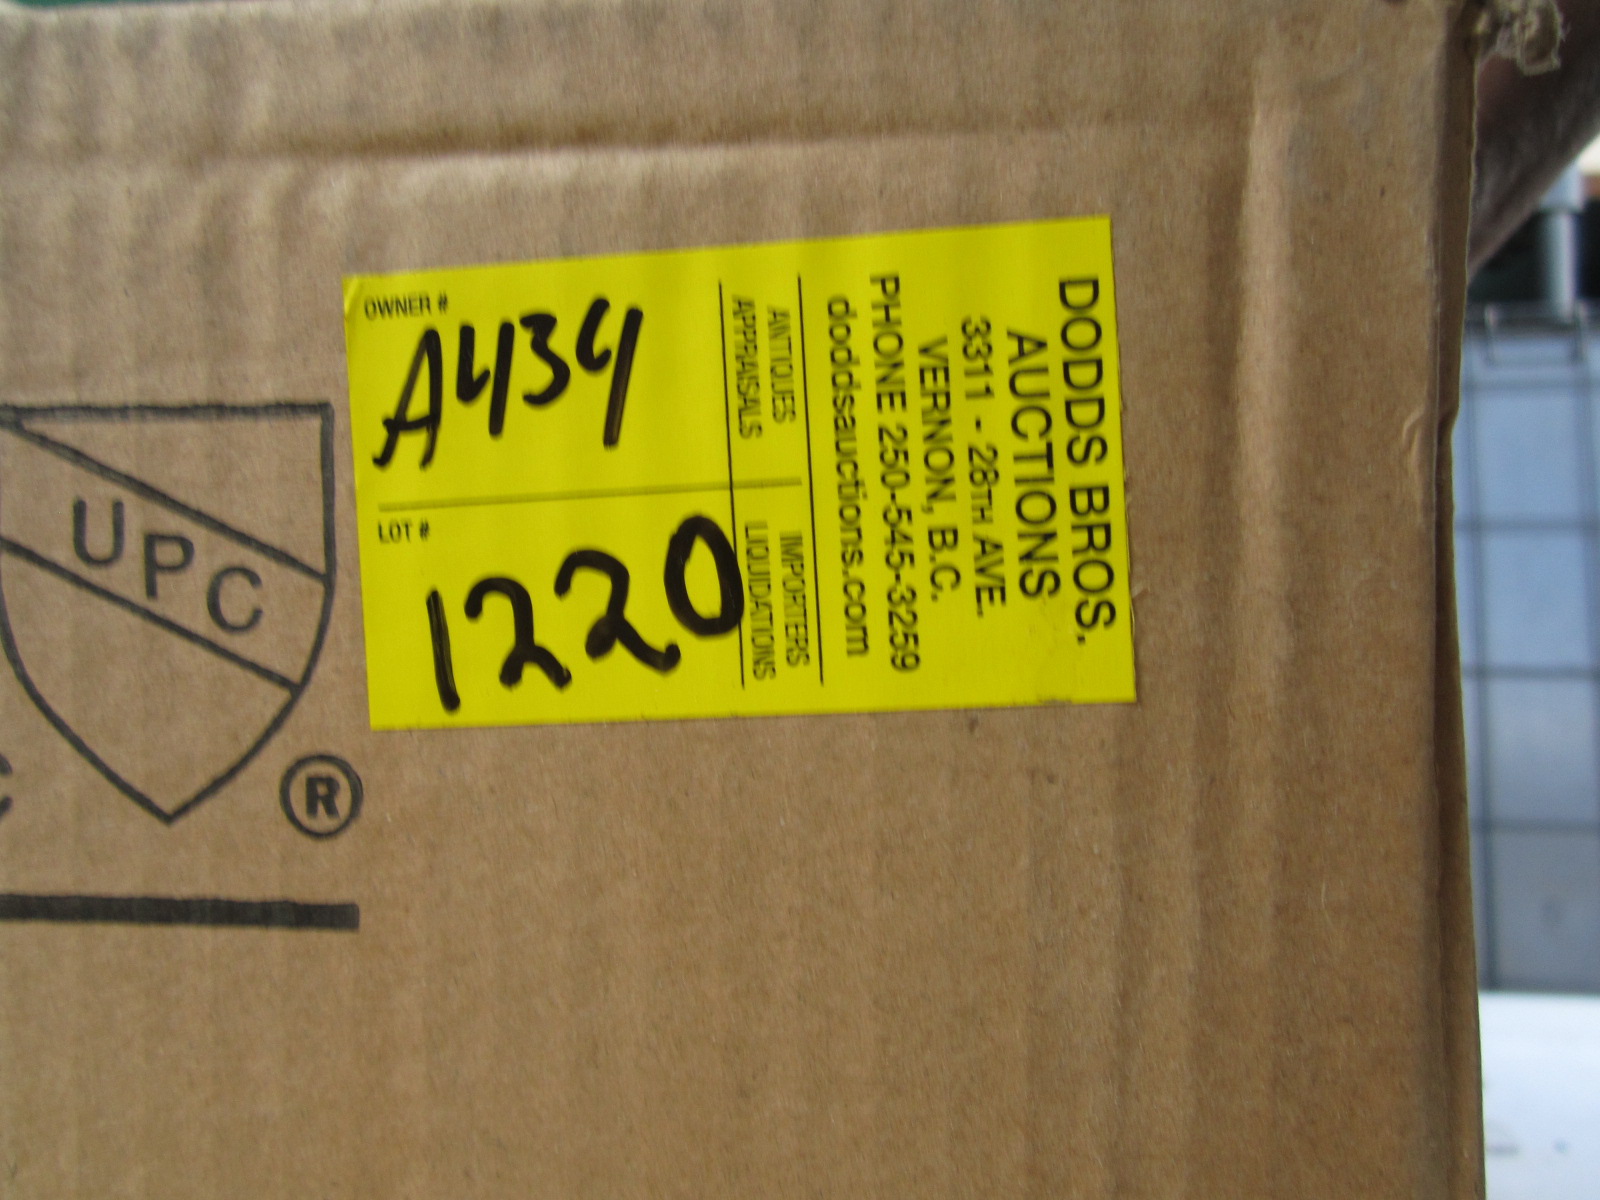 DODDS BROS.
AUCTIONS
3311 - 28TH AVE.
VERNON, B.C.
PHONE 250-545-3259
doddsauctions.com
ANTIQUES
APPRAISALS
IMPORTERS
LIQUIDATIONS
OWNER #
A434
LOT #
1220
UPC
®